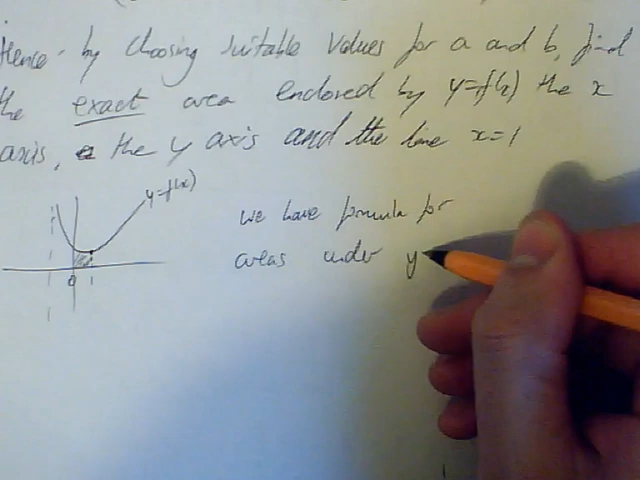 Hence, by choosing suitable values for a and b, find
the exact area enclosed by y=f(x) the x
axis, the y axis and the line x=1
y=f(x)
we have formula for
areas under y
0 1